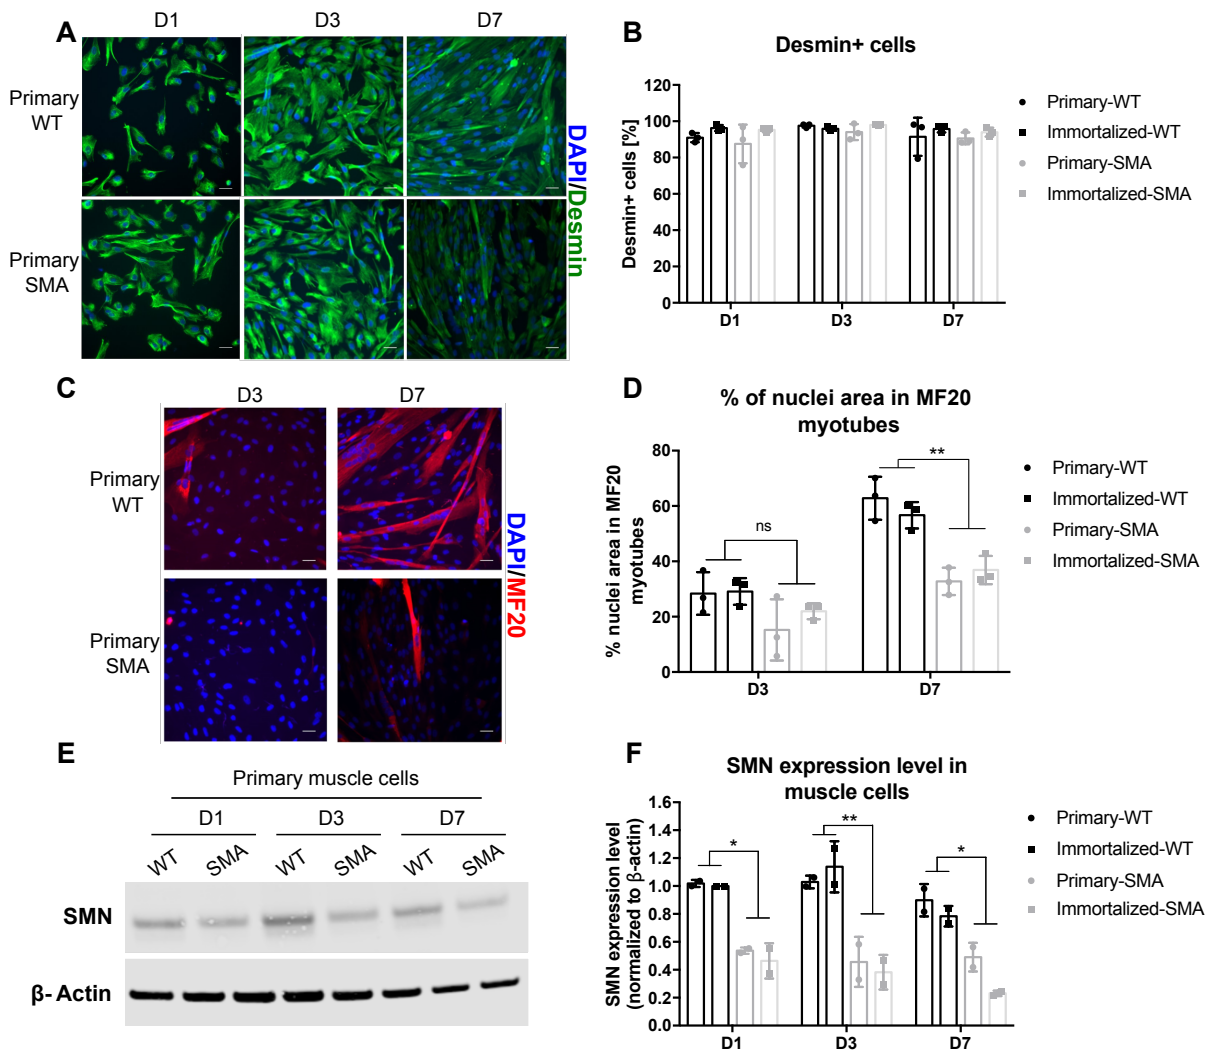 A
D1
D3
D7
Primary
WT
Primary
SMA
DAPI/Desmin
B
Desmin+ cells
Desmin+ cells [%]
120
100
80
60
40
20
0
D1
D3
D7
Primary-WT
Immortalized-WT
Primary-SMA
Immortalized-SMA
C
D3
D7
Primary
WT
Primary
SMA
DAPI/MF20
D
% of nuclei area in MF20
myotubes
% nuclei area in MF20
myotubes
80
60
40
20
0
ns
**
D3
D7
Primary-WT
Immortalized-WT
Primary-SMA
Immortalized-SMA
E
Primary muscle cells
D1
D3
D7
WT
SMA
WT
SMA
WT
SMA
SMN
β- Actin
F
SMN expression level in
muscle cells
SMN expression level
(normalized to β-actin)
1.6
1.4
1.2
1.0
0.8
0.6
0.4
0.2
0.0
*
**
*
D1
D3
D7
Primary-WT
Immortalized-WT
Primary-SMA
Immortalized-SMA